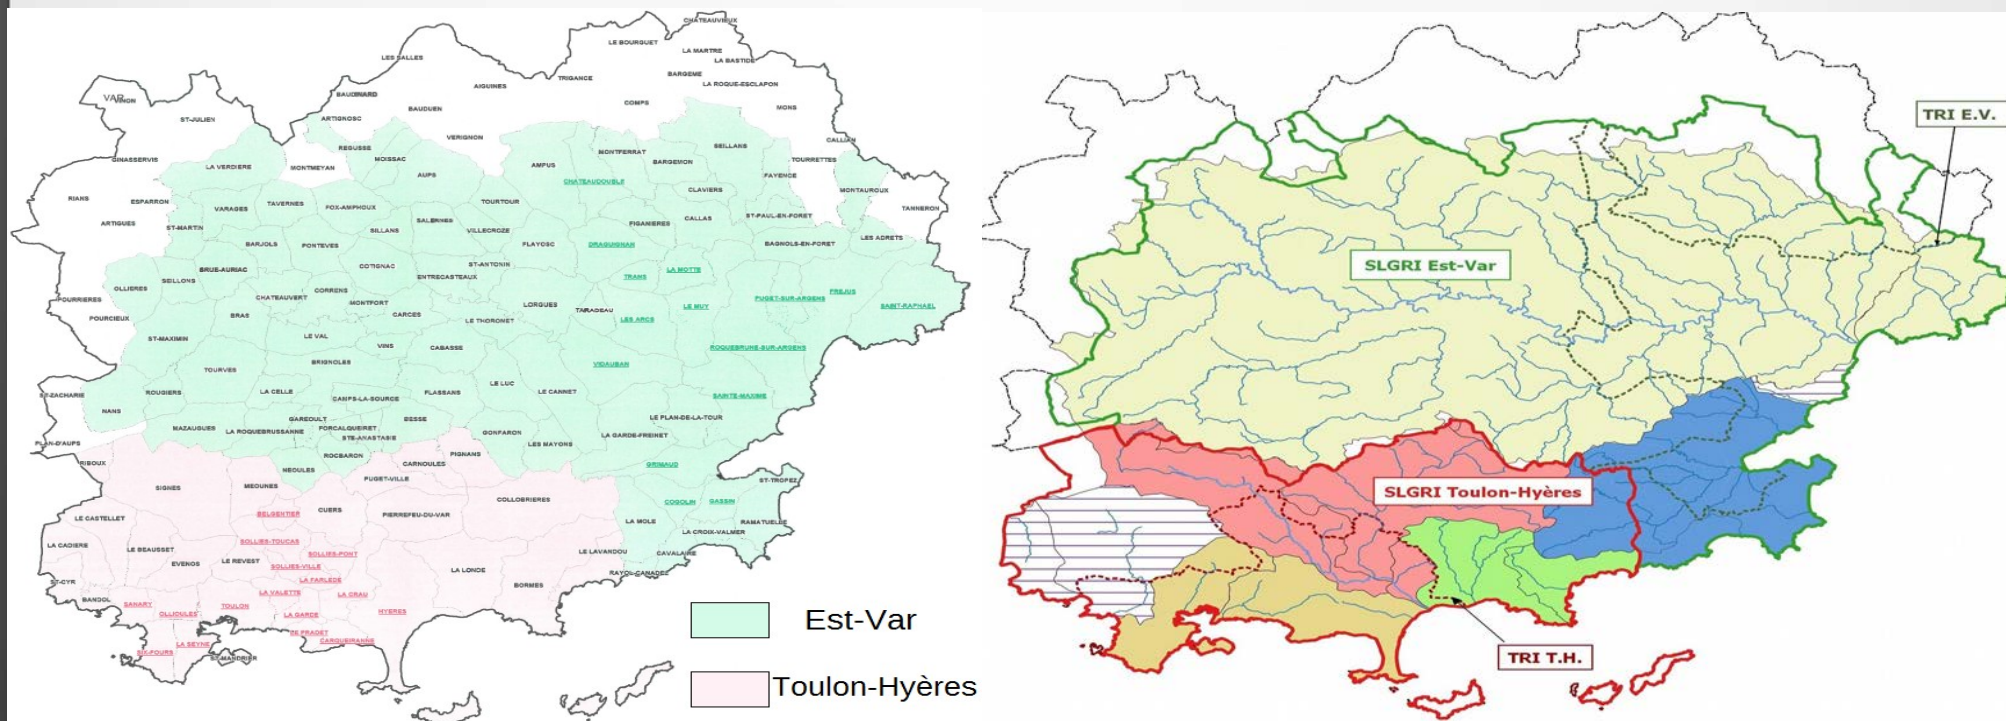 CHATEAUVIEUX
LE BOURGUET
LA MARTRE
LES SALLES
LA BASTIDE
TRIGANCE
BARGEME
AIGUINES
LA ROQUE-ESCLAPON
VAR
VINON
COMPS
BAUDUEN
MONS
ST-JULIEN
ARTIGNOSC
VERIGNON
CALLIAN
REGUSSE
MONTFERRAT
SEILLANS
GINASSERVIS
MOISSAC
TOURRETTES
LA VERDIERE
MONTMEYAN
AMPUS
BARGEMON
AUPS
FAYENCE
CHATEAUDOUBLE
CLAVIERS
MONTAUROUX
RIANS
ESPARRON
TAVERNES
TOURTOUR
VARAGES
FOX-AMPHOUX
TANNERON
ST-PAUL-EN-FORET
CALLAS
SALERNES
FIGANIERES
ARTIGUES
ST-MARTIN
SILLANS
VILLECROZE
LES ADRETS
BARJOLS
PONTEVES
FLAYOSC
DRAGUIGNAN
BAGNOLS-EN-FORET
COTIGNAC
ST-ANTONIN
BRUE-AURIAC
LA MOTTE
ENTRECASTEAUX
TRANS
SEILLONS
OLLIERES
CORRENS
FREJUS
POURRIERES
CHATEAUVERT
PUGET-SUR-ARGENS
MONTFORT
LORGUES
LE MUY
SAINT-RAPHAEL
TARADEAU
BRAS
CARCES
POURCIEUX
LE THORONET
LES ARCS
LE VAL
ST-MAXIMIN
VINS
CABASSE
ROQUEBRUNE-SUR-ARGENS
BRIGNOLES
VIDAUBAN
TOURVES
LE LUC
ROUGIERS
LA CELLE
FLASSANS
LE CANNET
ST-ZACHARIE
CAMPS-LA-SOURCE
SAINTE-MAXIME
NANS
GAREOULT
BESSE
LE PLAN-DE-LA-TOUR
MAZAUGUES
LA ROQUEBRUSSANNE
FORCALQUEIRET
GONFARON
LA GARDE-FREINET
STE-ANASTASIE
PLAN-D'AUPS
LES MAYONS
ROCBARON
PIGNANS
RIBOUX
CARNOULES
GRIMAUD
NEOULES
PUGET-VILLE
ST-TROPEZ
SIGNES
MEOUNES
COLLOBRIERES
COGOLIN
GASSIN
CUERS
BELGENTIER
PIERREFEU-DU-VAR
LE CASTELLET
LA MOLE
RAMATUELLE
LA CROIX-VALMER
SOLLIES-TOUCAS
LA CADIERE
LE BEAUSSET
SOLLIES-PONT
LE LAVANDOU
CAVALAIRE
EVENOS
LE REVEST
SOLLIES-VILLE
LA LONDE
RAYOL-CANADEL
ST-CYR
LA FARLEDE
BORMES
LA VALETTE
LA CRAU
BANDOL
SANARY
TOULON
OLLIOULES
LA GARDE
HYERES
LE PRADET
CARQUEIRANNE
LA SEYNE
SIX-FOURS
ST-MANDRIER
Est-Var
Toulon-Hyères
TRI E.V.
SLGRI Est-Var
SLGRI Toulon-Hyères
TRI T.H.